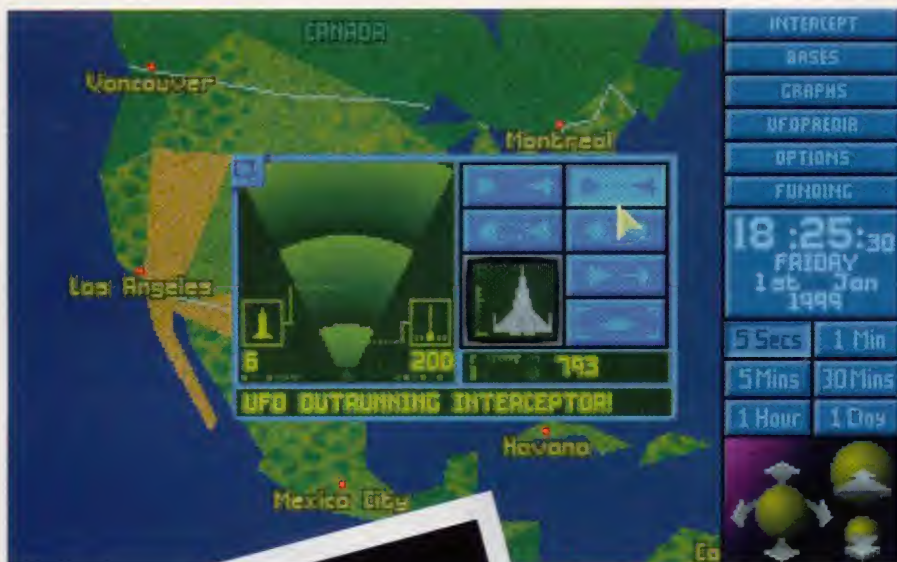 INTERCEPT
BASES
GRAPHS
UFOPAEDIA
OPTIONS
FUNDING
18:25:30
FRIDAY
1st Jan
1999
5 Secs 1 Min
5 Mins 30 Mins
1 Hour 1 Day
CANADA
Vancouver
Montreal
Los Angeles
6 200 793
UFO OUTRUNNING INTERCEPTOR!
Havana
Mexico City
Co